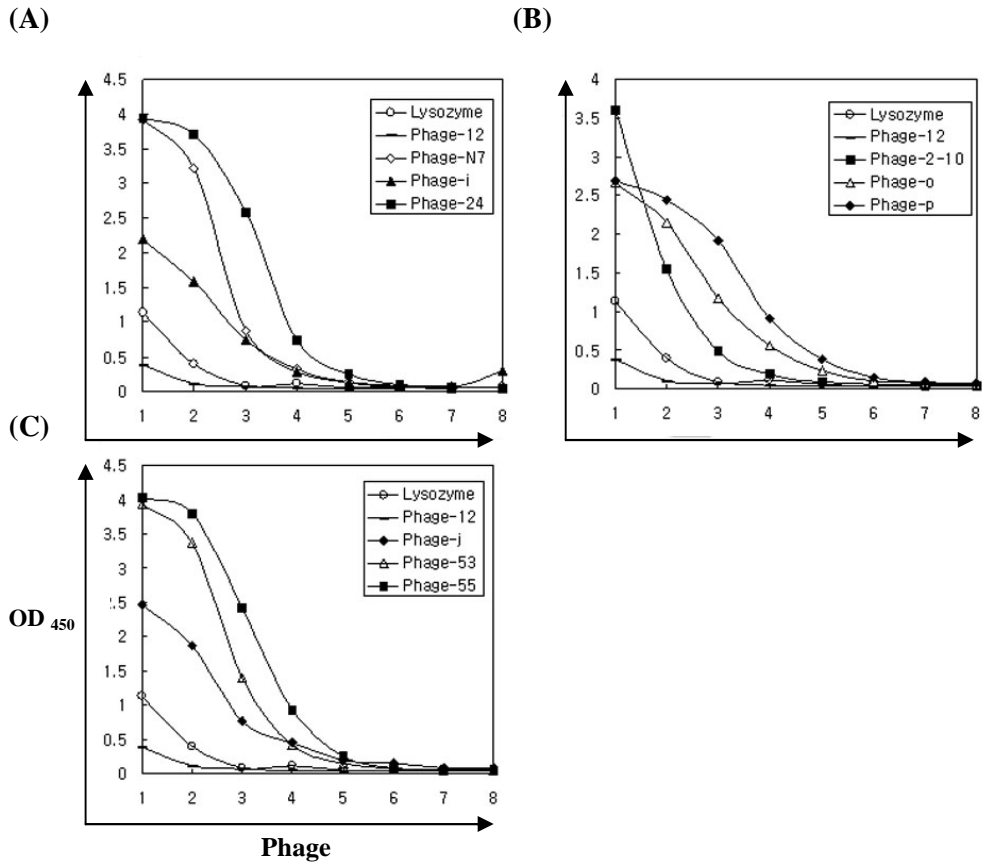 (A)
4.5
4
3.5
3
2.5
2
1.5
1
0.5
0
1 2 3 4 5 6 7 8
Lysozyme
Phage-12
Phage-N7
Phage-i
Phage-24
(B)
4
3.5
3
2.5
2
1.5
1
0.5
0
1 2 3 4 5 6 7 8
Lysozyme
Phage-12
Phage-2-10
Phage-o
Phage-p
(C)
4.5
4
3.5
3
2.5
2
1.5
1
0.5
0
1 2 3 4 5 6 7 8
Lysozyme
Phage-12
Phage-j
Phage-53
Phage-55
OD 450
Phage